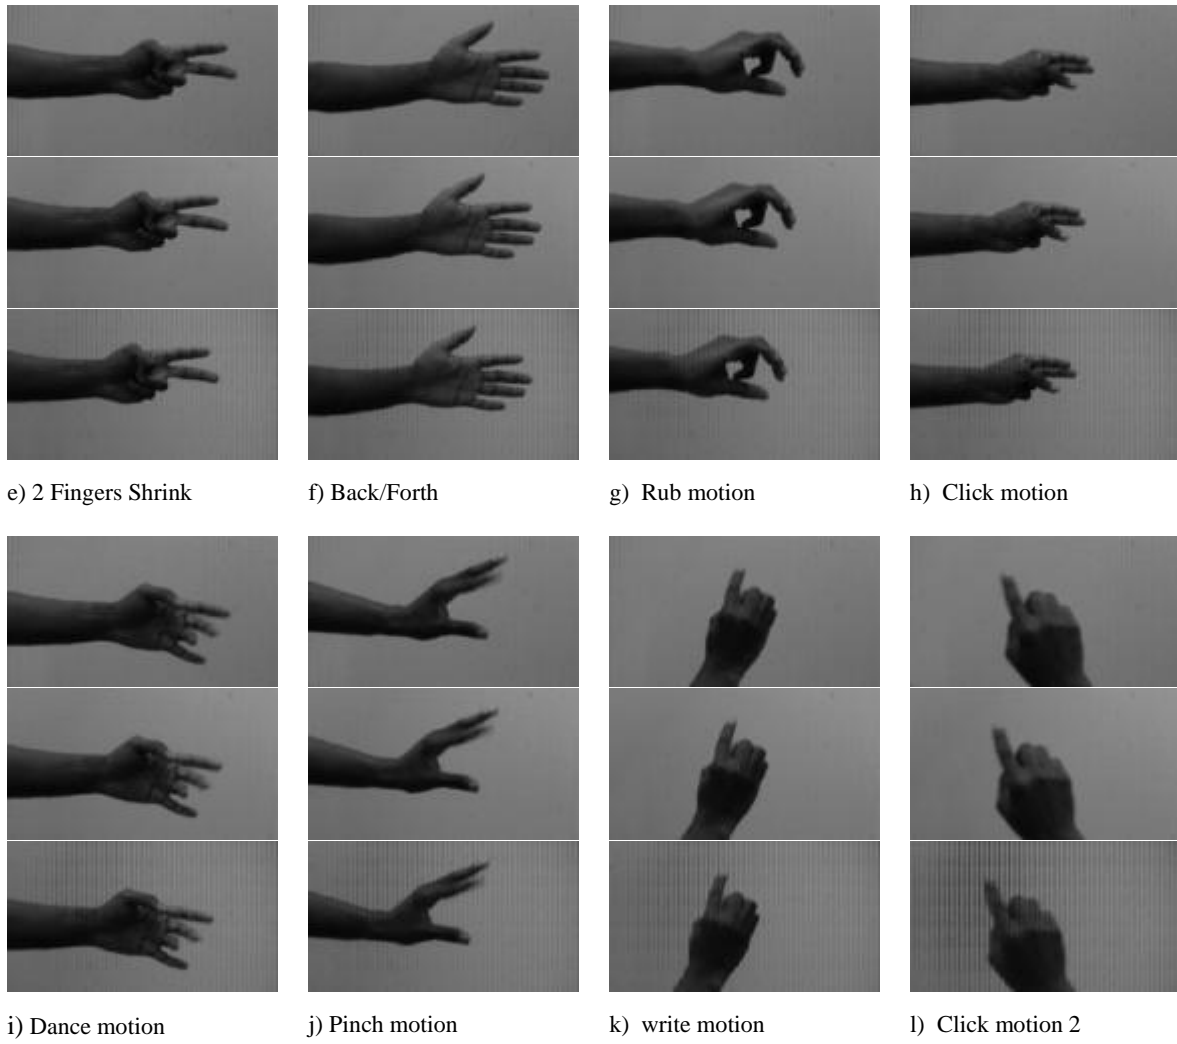 e) 2 Fingers Shrink
f) Back/Forth
g) Rub motion
h) Click motion
i) Dance motion
j) Pinch motion
k) write motion
l) Click motion 2